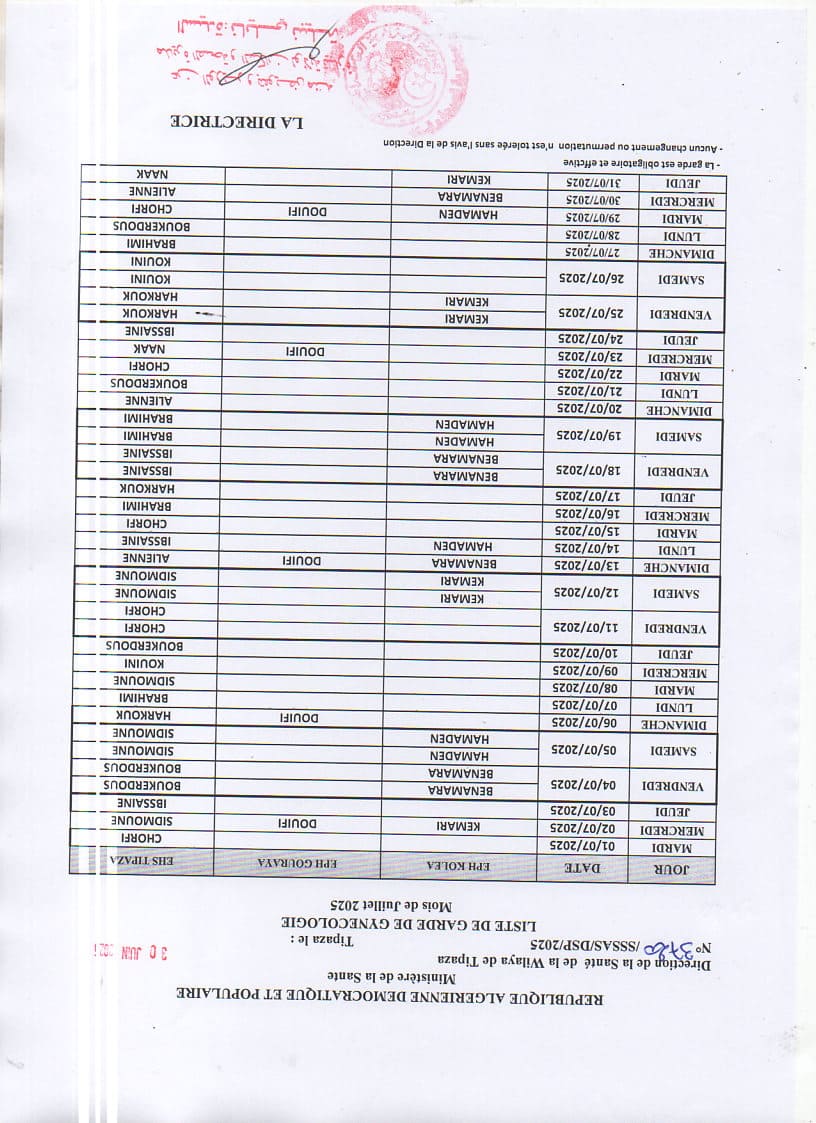 REPUBLIQUE ALGERIENNE DEMOCRATIQUE ET POPULAIRE
Ministère de la Sante
Direction de la Santé de la Wilaya de Tipaza
30 JUIN
N° 3720 /SSSAS/DSP/2025 Tipaza le :
LISTE DE GARDE DE GYNECOLOGIE
Mois de Juillet 2025
JOUR DATE EPH KOLEA EPH GOURAYA EHS TIPAZA
MARDI 01/07/2025 CHORFI
MERCREDI 02/07/2025 KEMARI DOUIFI SIDMOUNE
JEUDI 03/07/2025 IBSSAINE
VENDREDI 04/07/2025 BENAMARA BOUKERDOUS
BENAMARA BOUKERDOUS
SAMEDI 05/07/2025 HAMADEN SIDMOUNE
HAMADEN SIDMOUNE
DIMANCHE 06/07/2025 DOUIFI HARKOUK
LUNDI 07/07/2025 BRAHIMI
MARDI 08/07/2025 SIDMOUNE
MERCREDI 09/07/2025 KOUINI
JEUDI 10/07/2025 BOUKERDOUS
VENDREDI 11/07/2025 CHORFI
CHORFI
SAMEDI 12/07/2025 KEMARI SIDMOUNE
KEMARI SIDMOUNE
DIMANCHE 13/07/2025 BENAMARA DOUIFI ALIENNE
LUNDI 14/07/2025 HAMADEN IBSSAINE
MARDI 15/07/2025 CHORFI
MERCREDI 16/07/2025 BRAHIMI
JEUDI 17/07/2025 HARKOUK
VENDREDI 18/07/2025 BENAMARA IBSSAINE
BENAMARA IBSSAINE
SAMEDI 19/07/2025 HAMADEN BRAHIMI
HAMADEN BRAHIMI
DIMANCHE 20/07/2025 ALIENNE
LUNDI 21/07/2025 BOUKERDOUS
MARDI 22/07/2025 CHORFI
MERCREDI 23/07/2025 DOUIFI NAAK
JEUDI 24/07/2025 IBSSAINE
VENDREDI 25/07/2025 KEMARI HARKOUK
KEMARI HARKOUK
SAMEDI 26/07/2025 KOUINI
KOUINI
DIMANCHE 27/07/2025 BRAHIMI
LUNDI 28/07/2025 BOUKERDOUS
MARDI 29/07/2025 HAMADEN DOUIFI CHORFI
MERCREDI 30/07/2025 BENAMARA ALIENNE
JEUDI 31/07/2025 KEMARI NAAK
- La garde est obligatoire et effctive
- Aucun changement ou permutation n'est tolerée sans l'avis de la Direction
LA DIRECTRICE
عن الوزير و بتفويض منه
مديرة الصحة و السكان لولاية تيبازة
السيدة: نايلي نبيلة